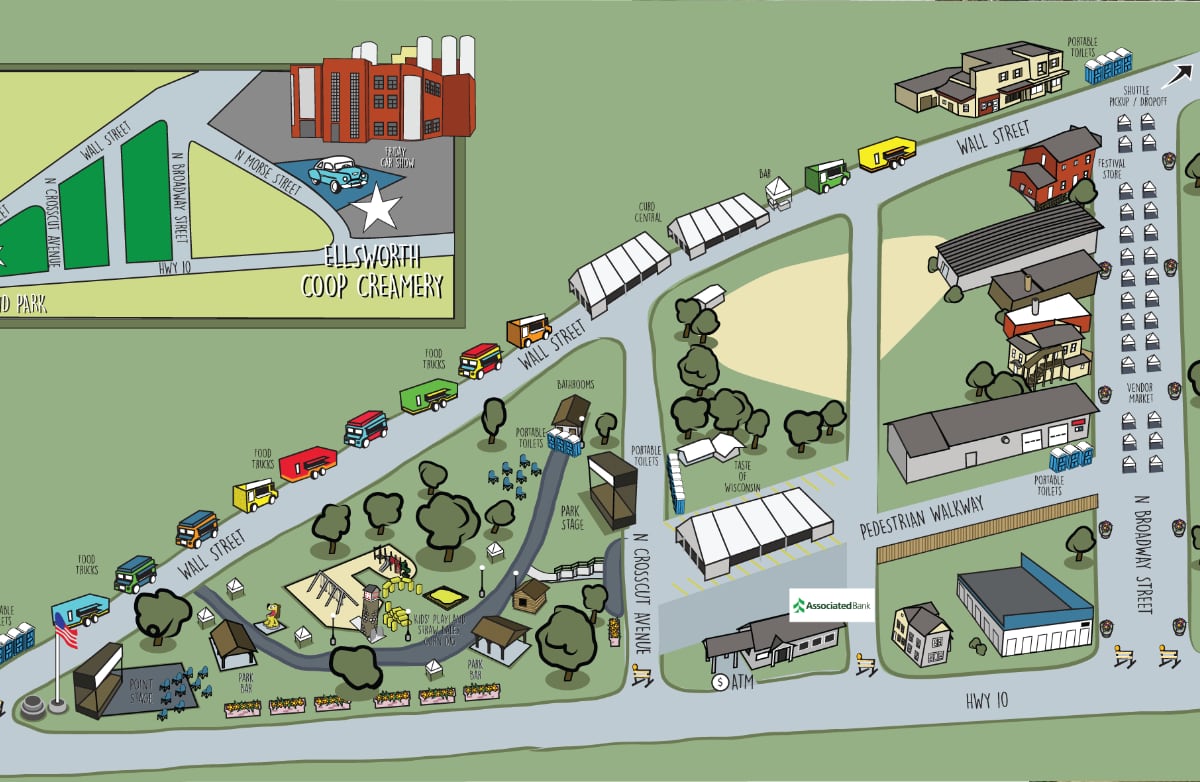 PORTABLE
TOILETS
SHUTTLE
PICKUP / DROPOFF
WALL STREET
FESTIVAL
STORE
WALL STREET
N MORSE STREET
FRIDAY
CAR SHOW
N CROSSCUT AVENUE
N BROADWAY STREET
HWY 10
ELLSWORTH
COOP CREAMERY
PARK
BAR
CURD
CENTRAL
WALL STREET
FOOD
TRUCKS
BATHROOMS
VENDOR
MARKET
PORTABLE
TOILETS
PORTABLE
TOILETS
TASTE
OF
WISCONSIN
FOOD
TRUCKS
PORTABLE
TOILETS
PARK
STAGE
PEDESTRIAN WALKWAY
N BROADWAY STREET
N CROSSCUT AVENUE
WALL STREET
FOOD
TRUCKS
TOILETS
Associated Bank
KIDS' PLAYLAND
STRAW BALES
CORN PIT
POINT
STAGE
PARK
BAR
PARK
BAR
$ ATM
HWY 10